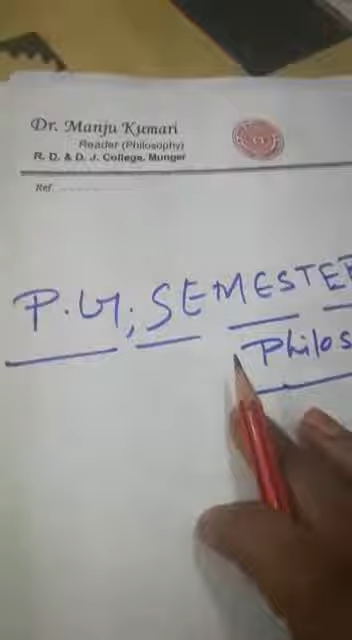 Dr. Manju Kumari
Reader (Philosophy)
R. D. & D. J. College, Munger
Ref. ....................
P.G, SEMESTE
Philos